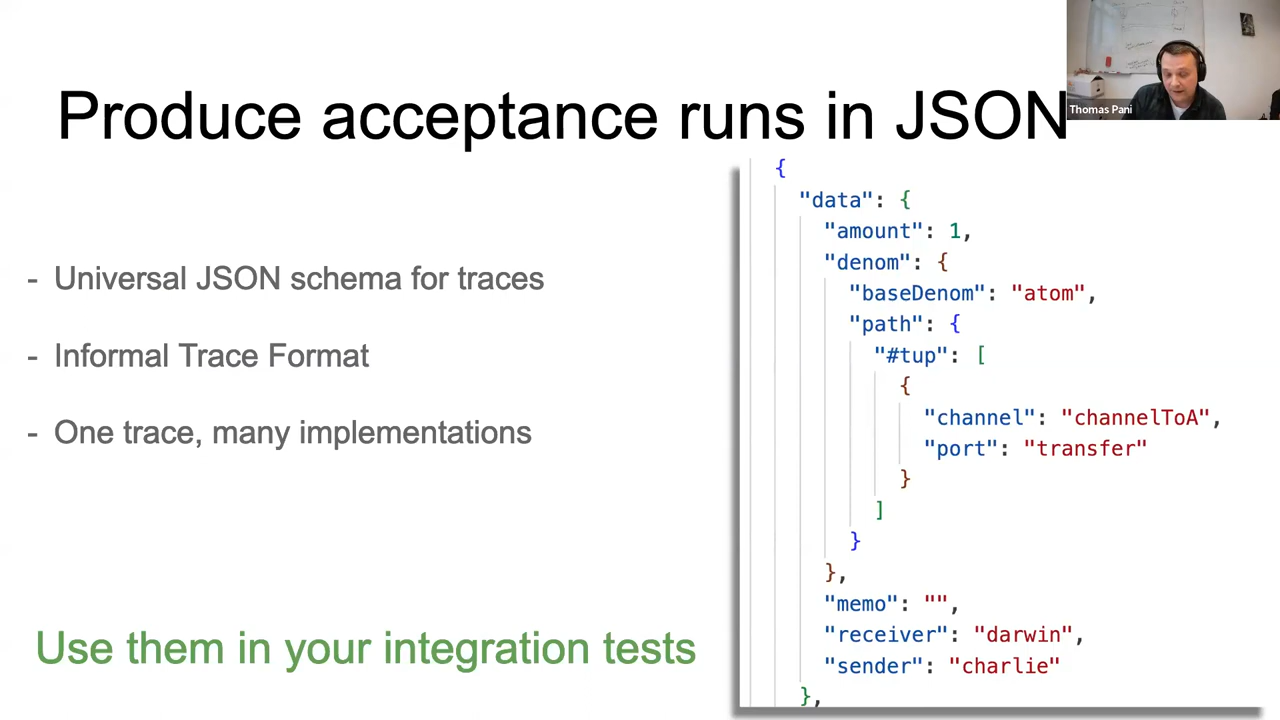 Produce acceptance runs in JSON
Thomas Pani
- Universal JSON schema for traces
- Informal Trace Format
- One trace, many implementations
Use them in your integration tests
{
"data": {
"amount": 1,
"denom": {
"baseDenom": "atom",
"path": {
"#tup": [
{
"channel": "channelToA",
"port": "transfer"
}
]
}
},
"memo": "",
"receiver": "darwin",
"sender": "charlie"
},